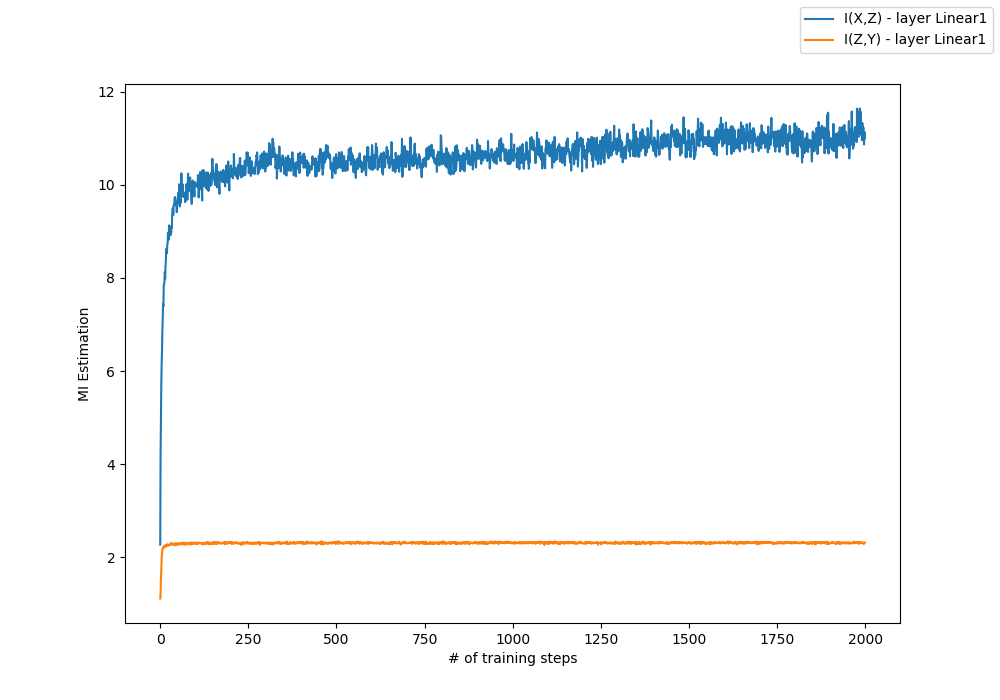 I(X,Z) - layer Linear1
I(Z,Y) - layer Linear1
12
10
8
6
4
2
MI Estimation
0 250 500 750 1000 1250 1500 1750 2000
# of training steps